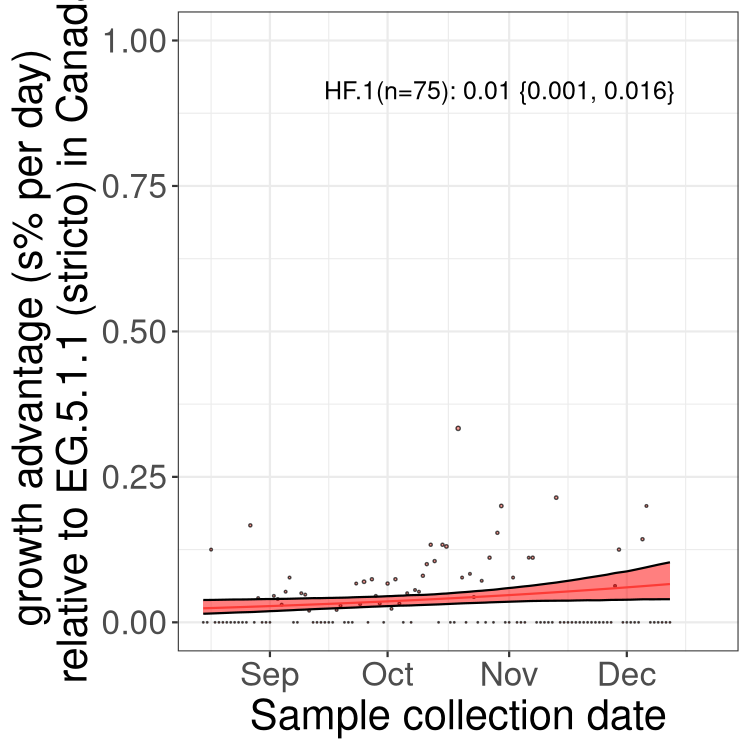 growth advantage (s% per day)
relative to EG.5.1.1 (stricto) in Canada
1.00
0.75
0.50
0.25
0.00
HF.1(n=75): 0.01 {0.001, 0.016}
Sep Oct Nov Dec
Sample collection date